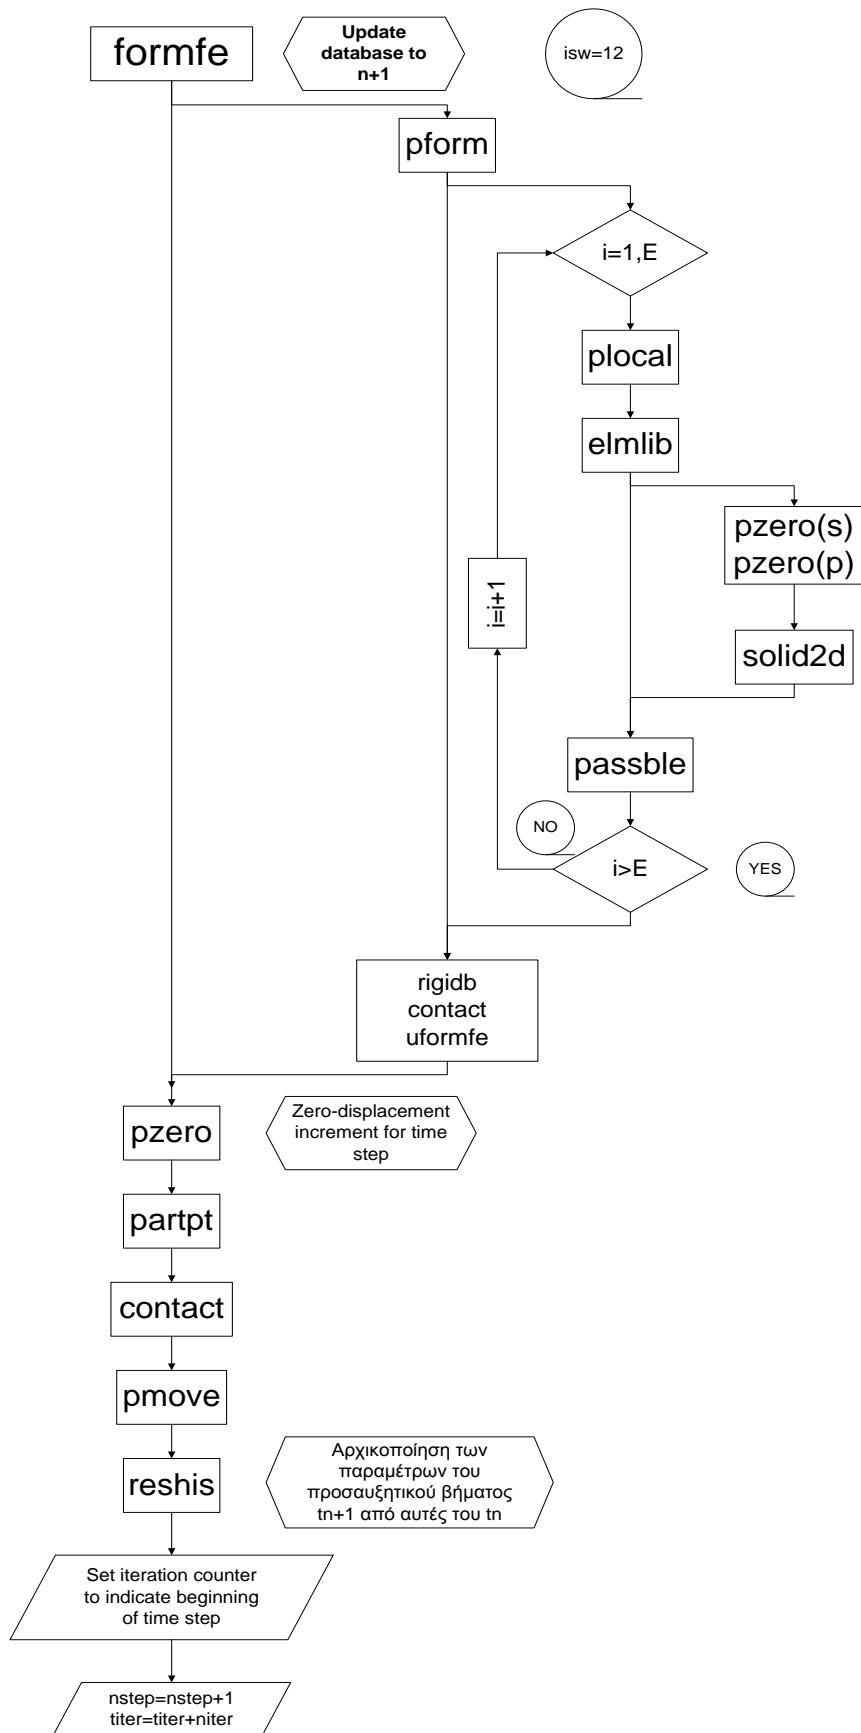 formfe
Update
database to
n+1
isw=12
pform
i=1,E
plocal
elmlib
pzero(s)
pzero(p)
i=i+1
solid2d
passble
NO
i>E
YES
rigidb
contact
uformfe
pzero
Zero-displacement
increment for time
step
partpt
contact
pmove
reshis
Αρχικοποίηση των
παραμέτρων του
προσαυξητικού βήματος
tn+1 από αυτές του tn
Set iteration counter
to indicate beginning
of time step
nstep=nstep+1
titer=titer+niter